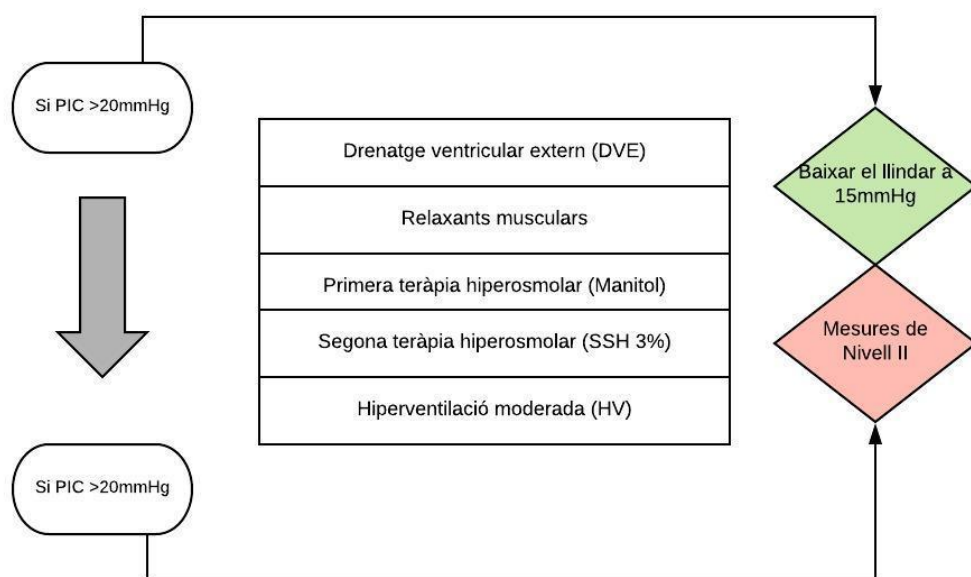 Si PIC >20mmHg
Drenatge ventricular extern (DVE)
Relaxants musculars
Primera teràpia hiperosmolar (Manitol)
Segona teràpia hiperosmolar (SSH 3%)
Hiperventilació moderada (HV)
Baixar el llindar a
15mmHg
Mesures de
Nivell II
Si PIC >20mmHg